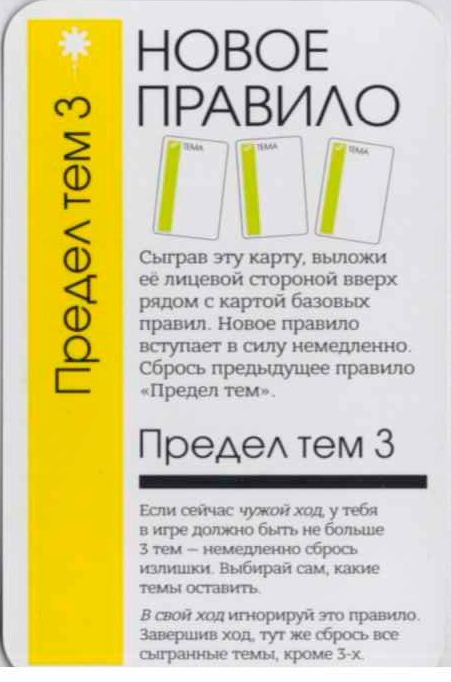 Предел тем 3
НОВОЕ
ПРАВИЛО
ТЕМА
ТЕМА
ТЕМА
Сыграв эту карту, выложи
её лицевой стороной вверх
рядом с картой базовых
правил. Новое правило
вступает в силу немедленно.
Сбрось предыдущее правило
«Предел тем».
Предел тем 3
Если сейчас чужой ход, у тебя
в игре должно быть не больше
3 тем — немедленно сбрось
излишки. Выбирай сам, какие
темы оставить.
В свой ход игнорируй это правило.
Завершив ход, тут же сбрось все
сыгранные темы, кроме 3-х.